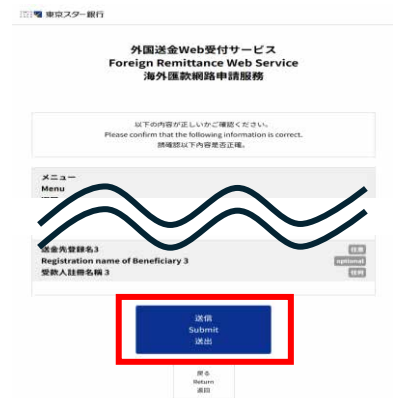 東京スター銀行
外国送金Web受付サービス
Foreign Remittance Web Service
海外匯款網路申請服務
以下の内容が正しいかご確認ください。
Please confirm that the following information is correct.
請確認以下內容是否正確。
メニュー
Menu
送金先登録名3
任意
Registration name of Beneficiary 3
optional
受款人註冊名稱 3
任意
送信
Submit
送出
戻る
Return
返回